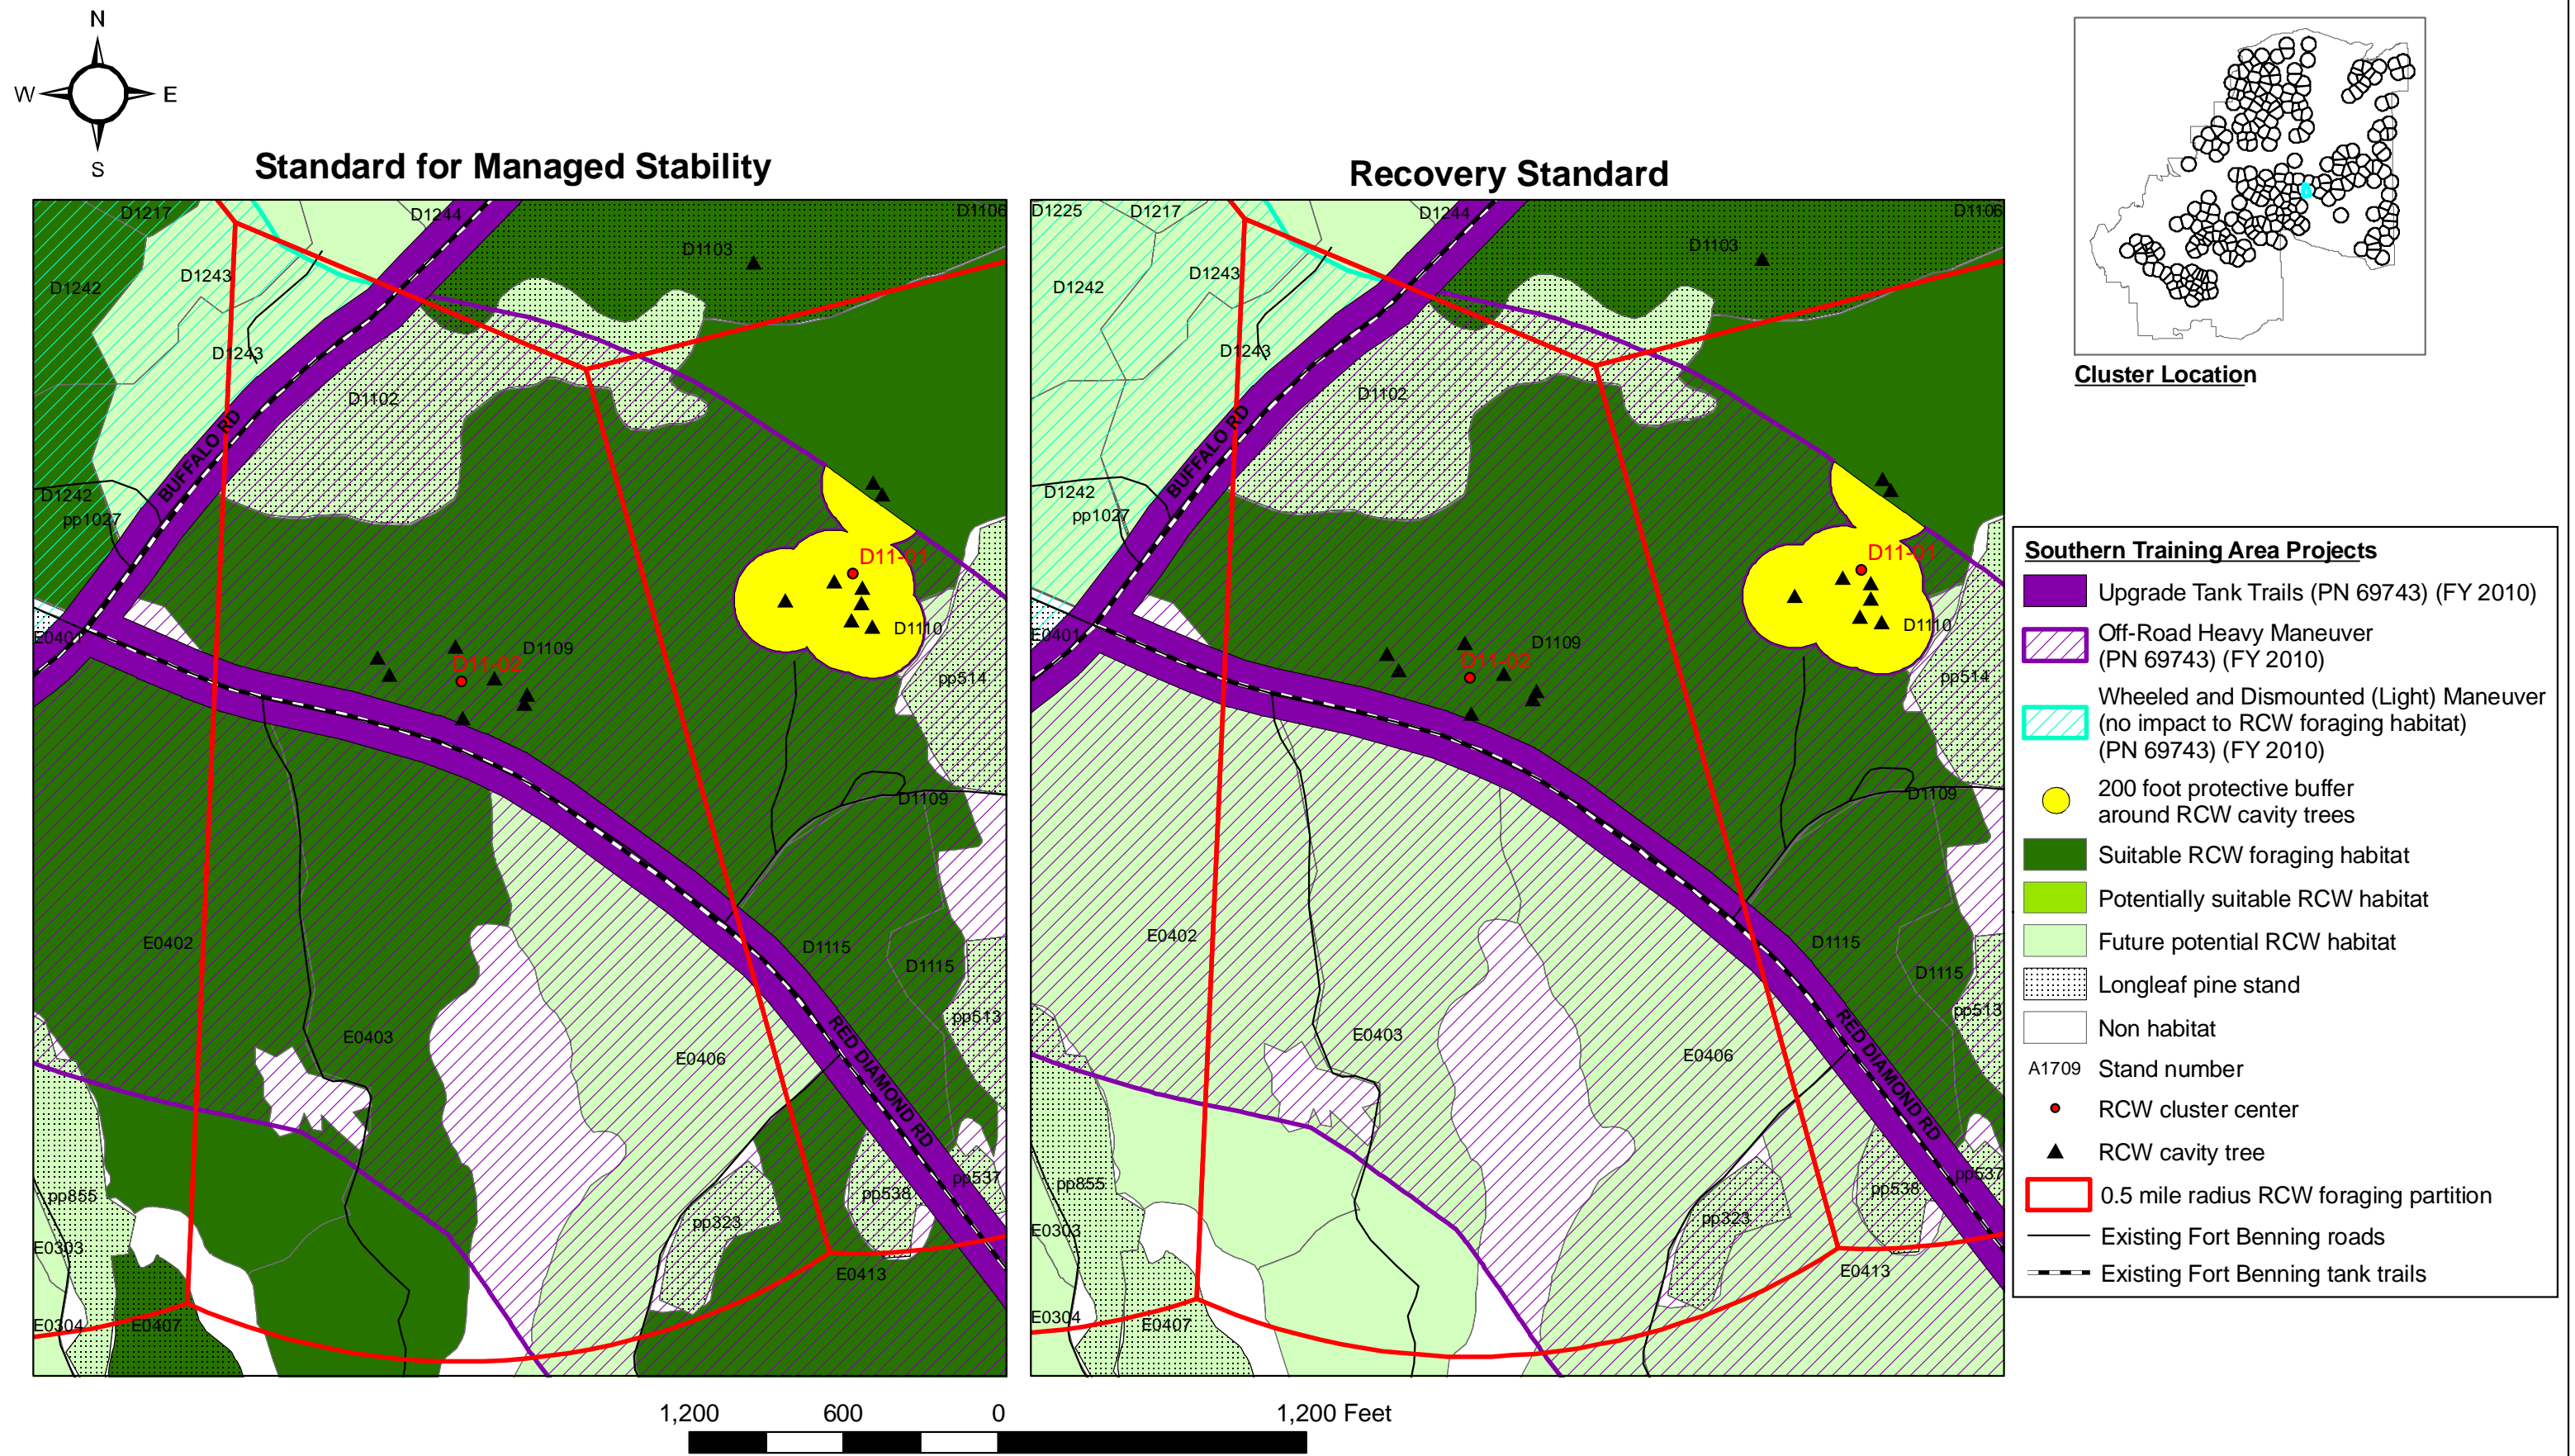 N
W E
S
Standard for Managed Stability
Recovery Standard
D1217
D1244
D1106
D1103
D1243
D1242
D1243
D1102
BUFFALO RD
D1242
pp1027
D11-01
D1110
E0401
D1109
D11-02
pp514
D1109
E0402
D1115
D1115
pp513
E0403
E0406
RED DIAMOND RD
pp855
pp538
pp537
pp323
E0303
E0413
E0304
E0407
D1225
D1217
D1244
D1106
D1103
D1243
D1242
D1243
D1102
BUFFALO RD
D1242
pp1027
D11-01
D1110
E0401
D1109
D11-02
pp514
D1109
E0402
D1115
D1115
pp513
E0403
E0406
RED DIAMOND RD
pp855
pp538
pp537
pp323
E0303
E0413
E0304
E0407
1,200 600 0 1,200 Feet
Cluster Location
Southern Training Area Projects
Upgrade Tank Trails (PN 69743) (FY 2010)
Off-Road Heavy Maneuver
(PN 69743) (FY 2010)
Wheeled and Dismounted (Light) Maneuver
(no impact to RCW foraging habitat)
(PN 69743) (FY 2010)
200 foot protective buffer
around RCW cavity trees
Suitable RCW foraging habitat
Potentially suitable RCW habitat
Future potential RCW habitat
Longleaf pine stand
Non habitat
A1709 Stand number
RCW cluster center
RCW cavity tree
0.5 mile radius RCW foraging partition
Existing Fort Benning roads
Existing Fort Benning tank trails